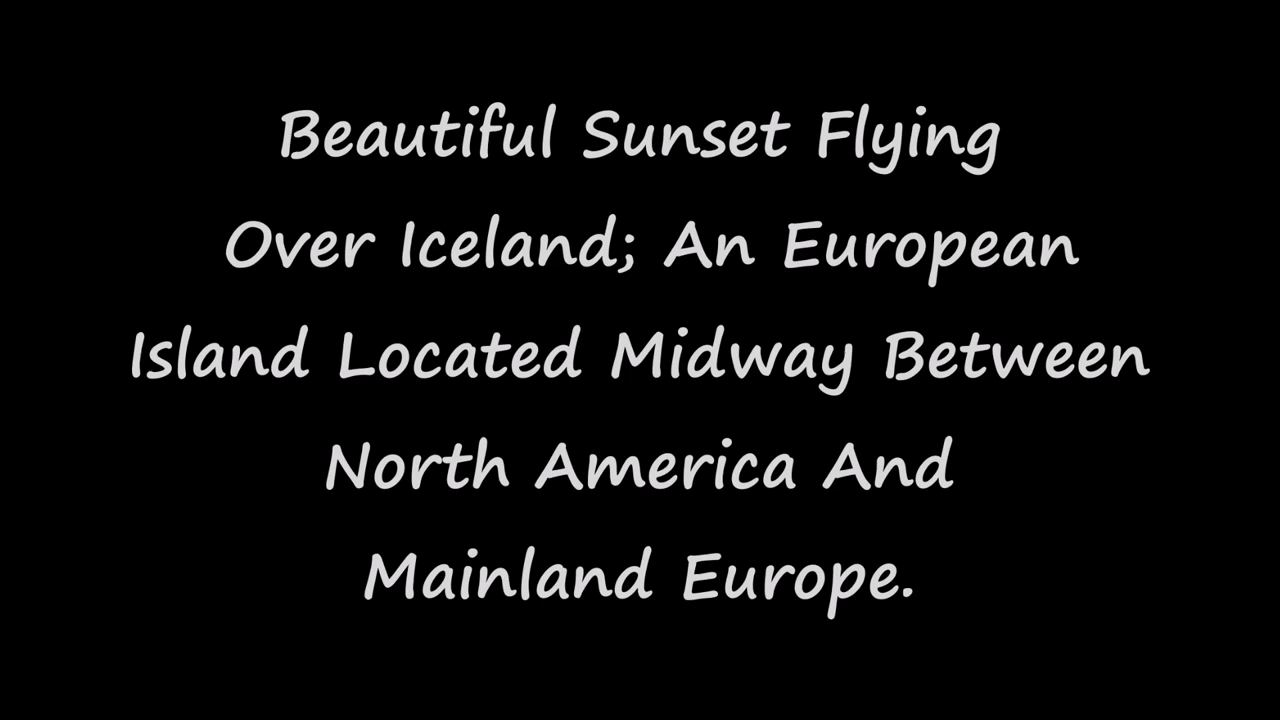 Beautiful Sunset Flying
Over Iceland; An European
Island Located Midway Between
North America And
Mainland Europe.